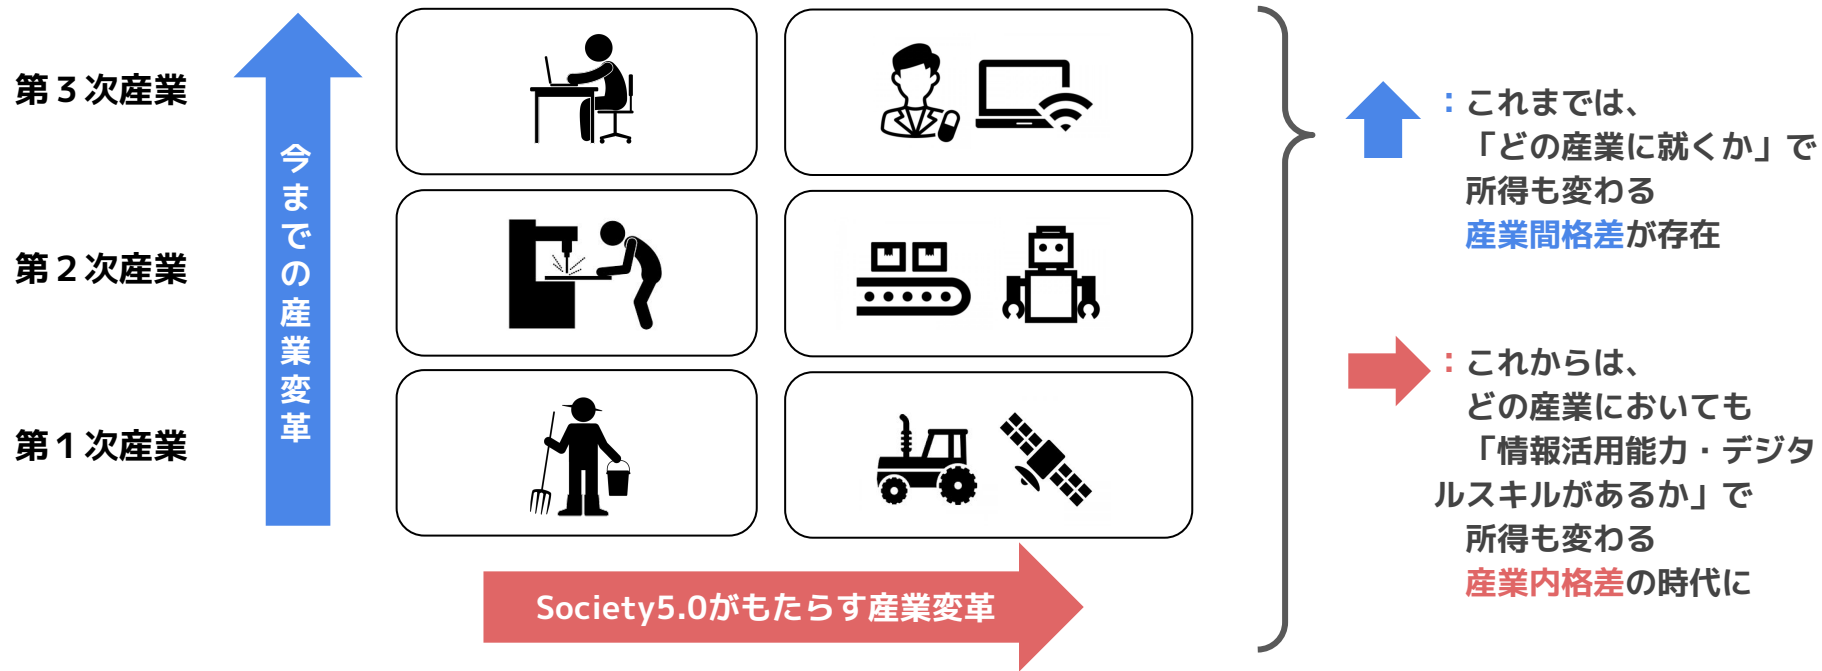 第３次産業
第２次産業
第１次産業
今までの産業変革
Society5.0がもたらす産業変革
：これまでは、
「どの産業に就くか」で
所得も変わる
産業間格差が存在
：これからは、
どの産業においても
「情報活用能力・デジタ
ルスキルがあるか」で
所得も変わる
産業内格差の時代に